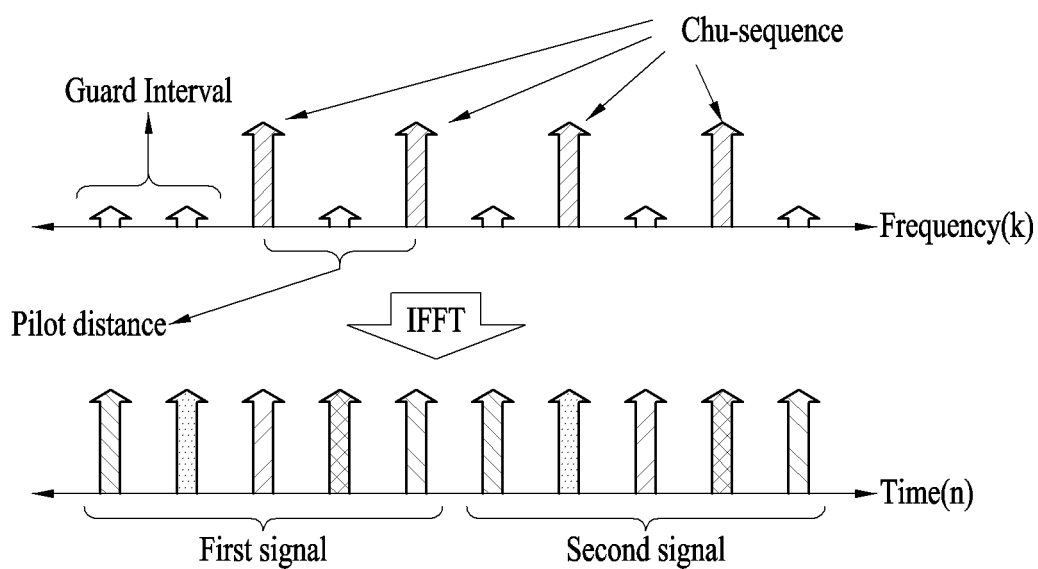 Chu-sequence
Guard Interval
Frequency(k)
Pilot distance
IFFT
Time(n)
First signal
Second signal